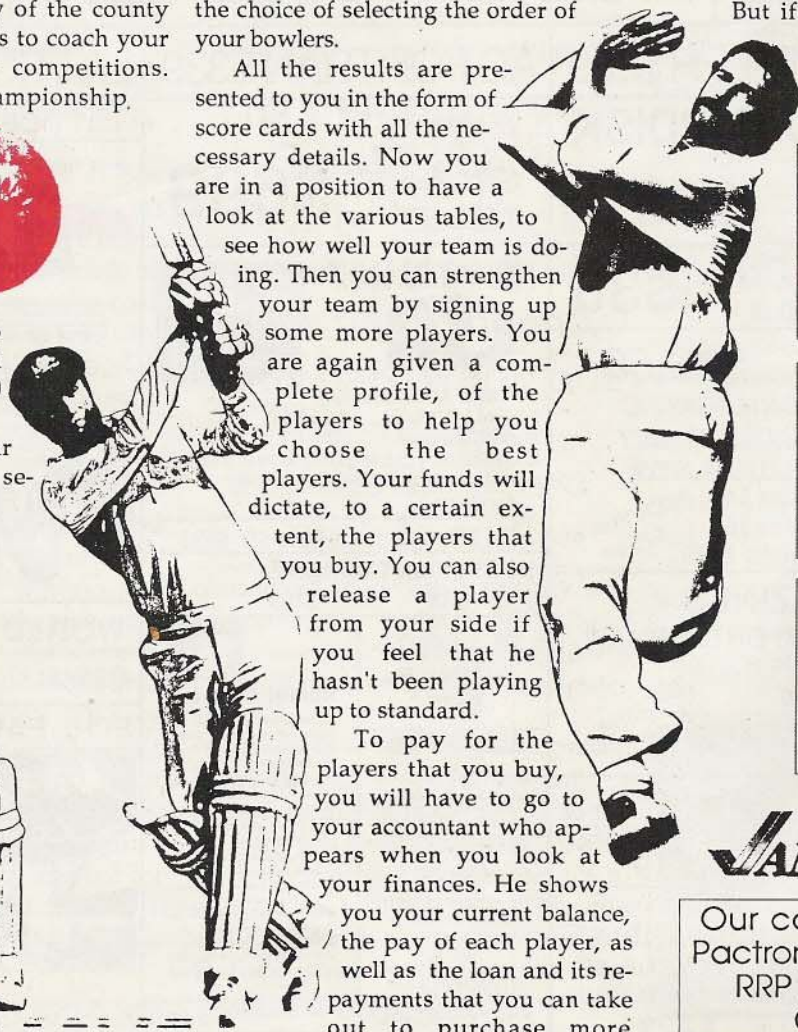 of the county
s to coach your
competitions.
ampionship.
r
se-
the choice of selecting the order of
your bowlers.
All the results are pre-
sented to you in the form of
score cards with all the ne-
cessary details. Now you
are in a position to have a
look at the various tables, to
see how well your team is do-
ing. Then you can strengthen
your team by signing up
some more players. You
are again given a com-
plete profile, of the
players to help you
choose the best
players. Your funds will
dictate, to a certain ex-
tent, the players that
you buy. You can also
release a player
from your side if
you feel that he
hasn't been playing
up to standard.
To pay for the
players that you buy,
you will have to go to
your accountant who ap-
pears when you look at
your finances. He shows
you your current balance,
the pay of each player, as
well as the loan and its re-
payments that you can take
out to purchase more
But if
Our co
Pactron
RRP